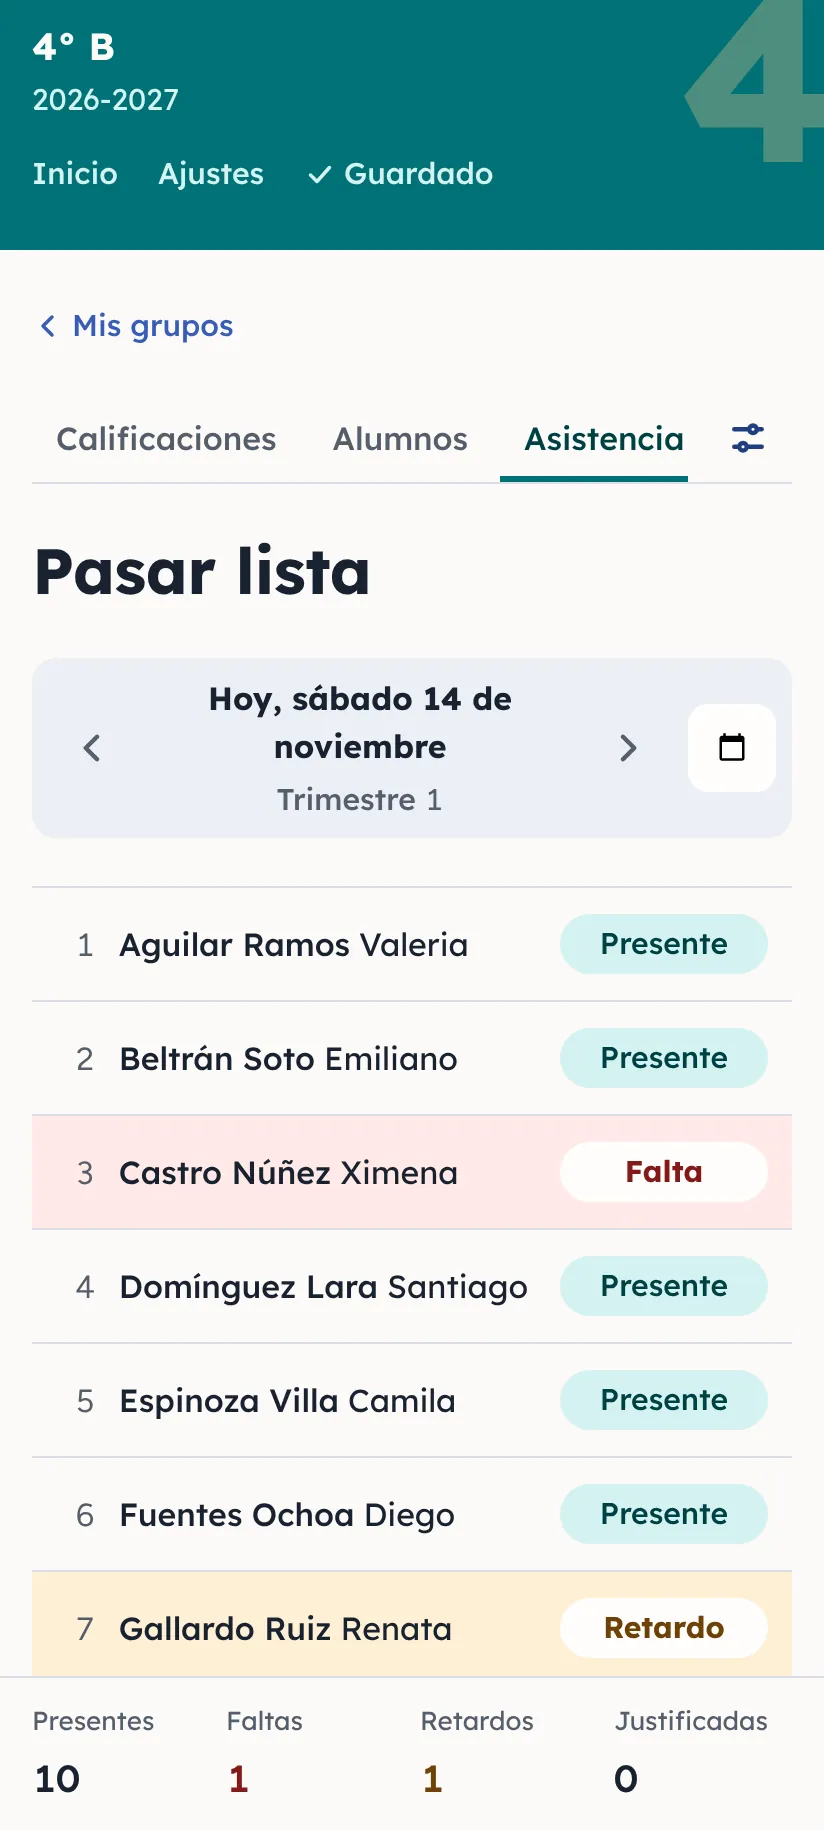 4° B
4
2026-2027
Inicio Ajustes Guardado
Mis grupos
Calificaciones Alumnos Asistencia
Pasar lista
Hoy, sábado 14 de
noviembre
Trimestre 1
1 Aguilar Ramos Valeria Presente
2 Beltrán Soto Emiliano Presente
3 Castro Núñez Ximena Falta
4 Domínguez Lara Santiago Presente
5 Espinoza Villa Camila Presente
6 Fuentes Ochoa Diego Presente
7 Gallardo Ruiz Renata Retardo
Presentes Faltas Retardos Justificadas
10 1 1 0